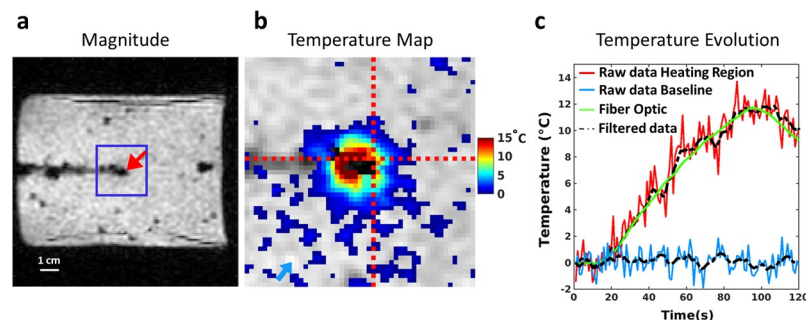 a
Magnitude
1 cm
b
Temperature Map
15°C
10
5
0
c
Temperature Evolution
Raw data Heating Region
Raw data Baseline
Fiber Optic
Filtered data
Temperature (°C)
14
12
10
8
6
4
2
0
-2
0 20 40 60 80 100 120
Time(s)